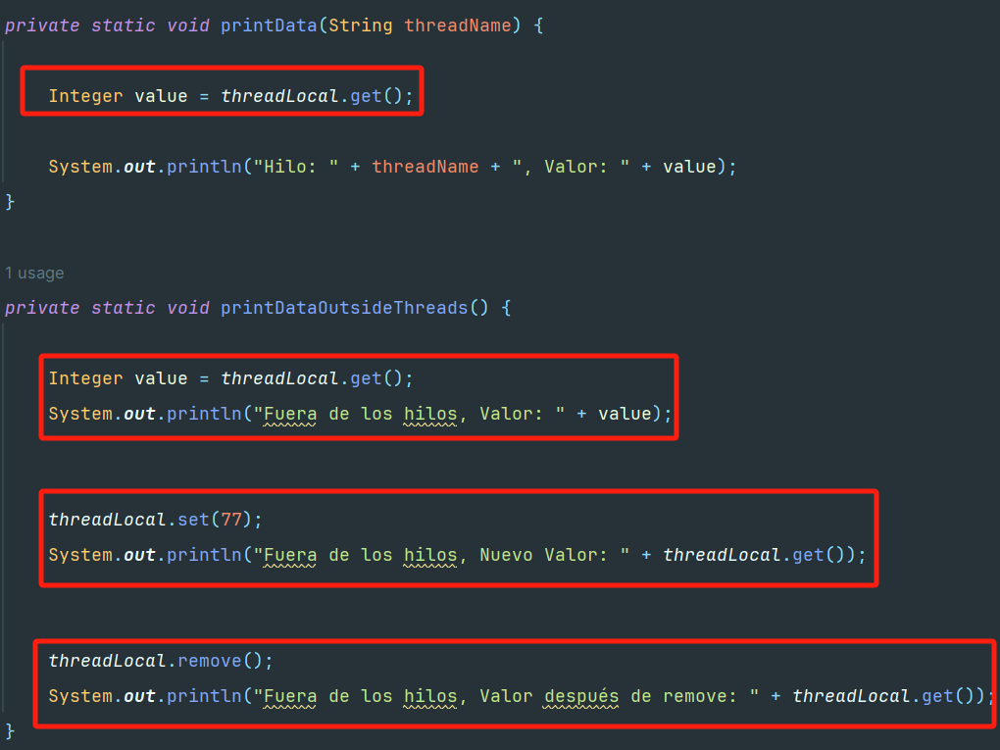 private static void printData(String threadName) {
Integer value = threadLocal.get();
System.out.println("Hilo: " + threadName + ", Valor: " + value);
}
1 usage
private static void printDataOutsideThreads() {
Integer value = threadLocal.get();
System.out.println("Fuera de los hilos, Valor: " + value);
threadLocal.set(77);
System.out.println("Fuera de los hilos, Nuevo Valor: " + threadLocal.get());
threadLocal.remove();
System.out.println("Fuera de los hilos, Valor después de remove: " + threadLocal.get());
}